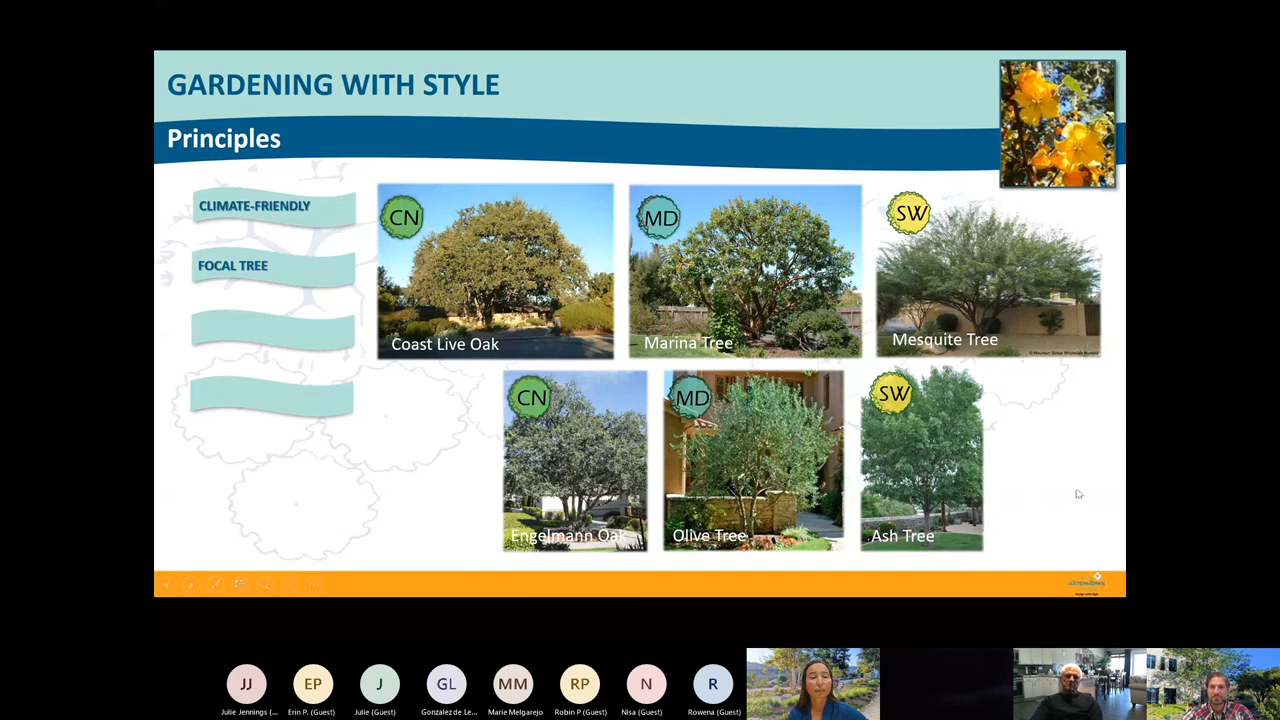 GARDENING WITH STYLE
Principles
CLIMATE-FRIENDLY
FOCAL TREE
CN
Coast Live Oak
MD
Marina Tree
SW
Mesquite Tree
CN
Engelmann Oak
MD
Olive Tree
SW
Ash Tree
JJ
EP
J
GL
MM
RP
N
R
Julie Jennings (...
Erin P. (Guest)
Julie (Guest)
Gonzalez de Le...
Marie Melgarejo
Robin P (Guest)
Nisa (Guest)
Rowena (Guest)